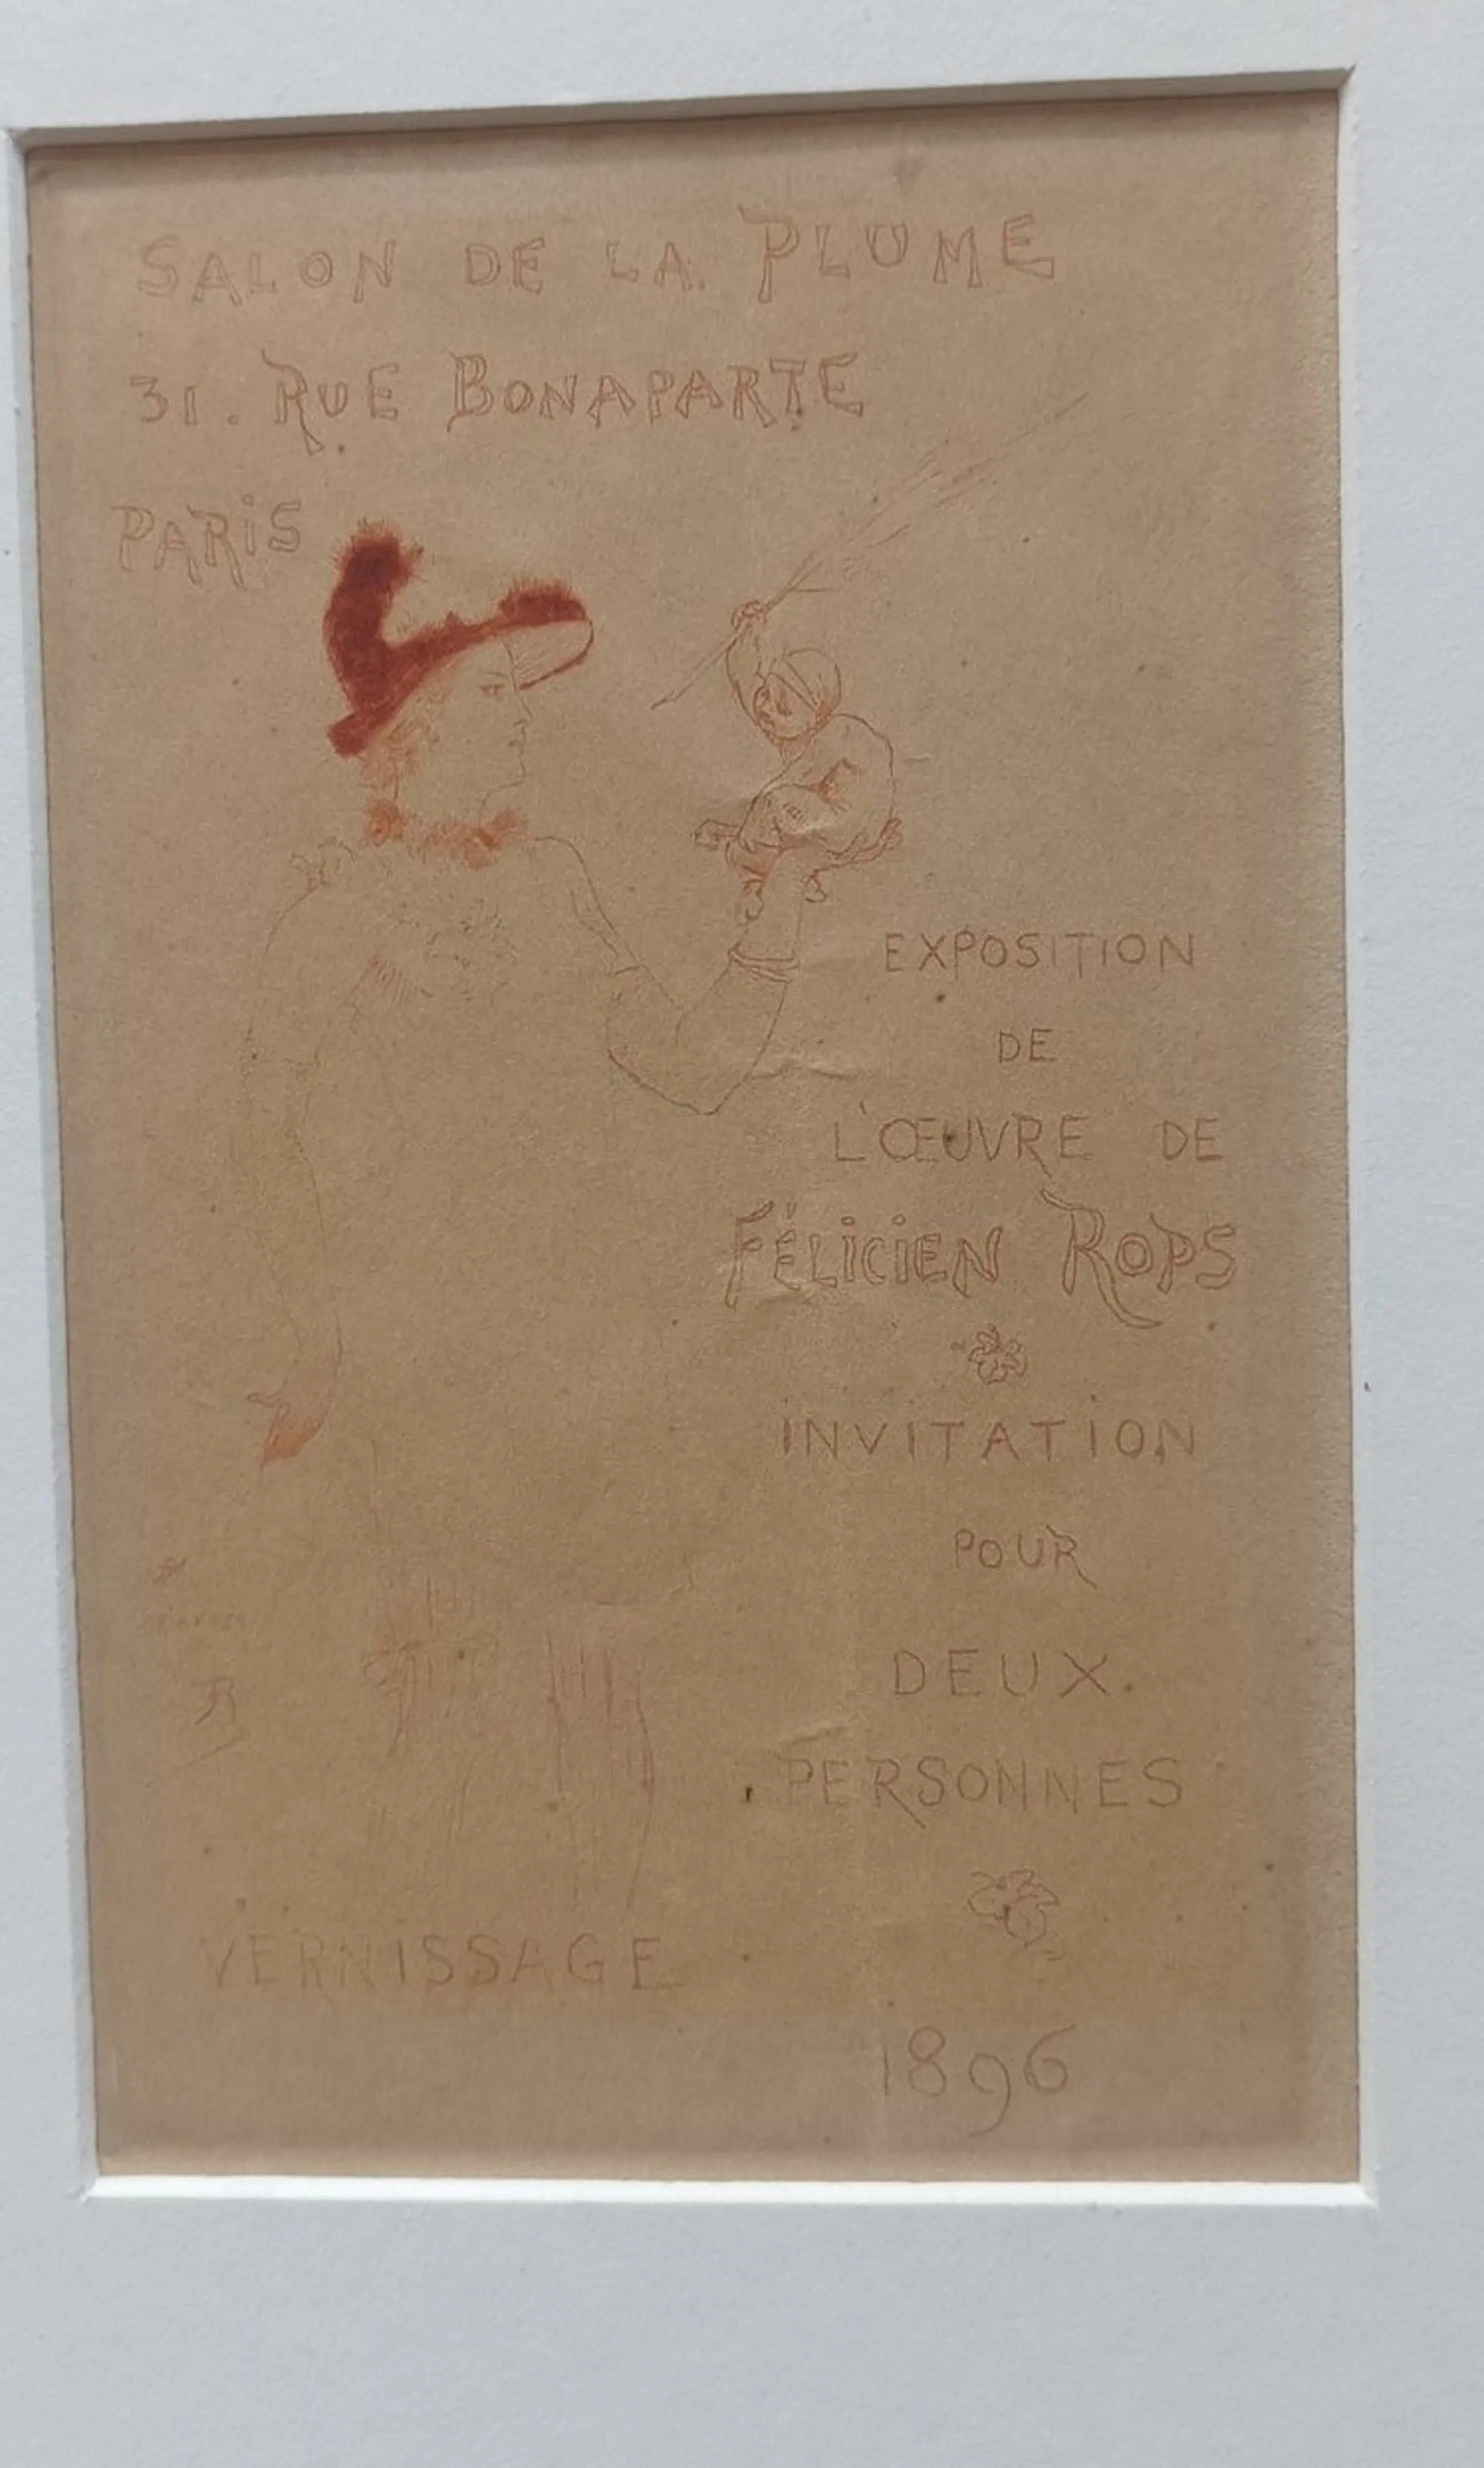 SALON DE LA PLUME
31. RUE BONAPARTE
PARIS
EXPOSITION
DE
L'ŒUVRE DE
FÉLICIEN ROPS
INVITATION
POUR
DEUX.
PERSONNES
VERNISSAGE
1896